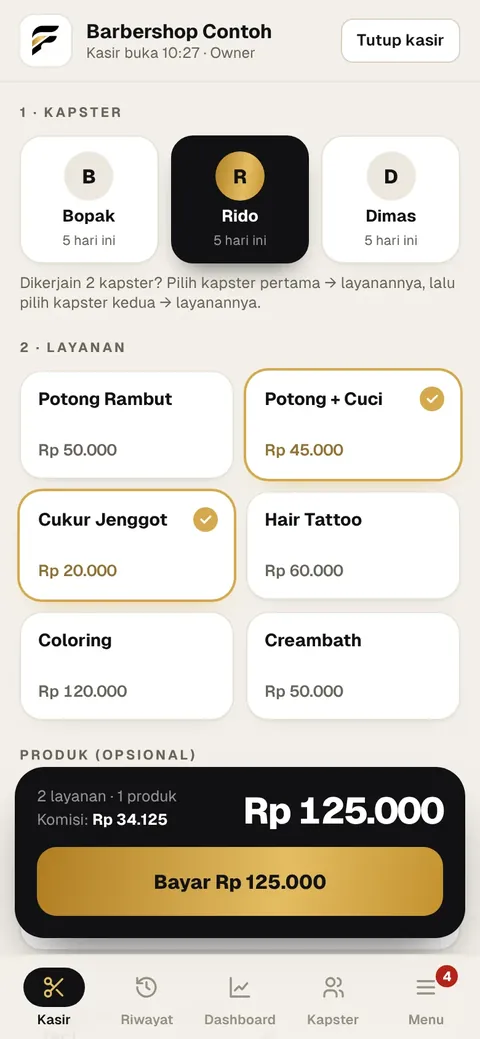 Barbershop Contoh
Kasir buka 10:27 · Owner
Tutup kasir
1 · KAPSTER
B
Bopak
5 hari ini
R
Rido
5 hari ini
D
Dimas
5 hari ini
Dikerjain 2 kapster? Pilih kapster pertama → layanannya, lalu
pilih kapster kedua → layanannya.
2 · LAYANAN
Potong Rambut
Rp 50.000
Potong + Cuci
Rp 45.000
Cukur Jenggot
Rp 20.000
Hair Tattoo
Rp 60.000
Coloring
Rp 120.000
Creambath
Rp 50.000
PRODUK (OPSIONAL)
2 layanan · 1 produk
Komisi: Rp 34.125
Rp 125.000
Bayar Rp 125.000
Kasir
Riwayat
Dashboard
Kapster
4
Menu